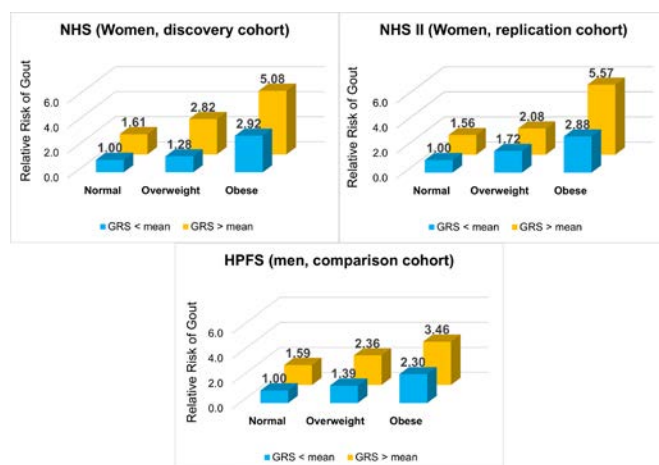 NHS (Women, discovery cohort)
Relative Risk of Gout
6.0
4.0
2.0
0.0
1.00
1.61
1.28
2.82
2.92
5.08
Normal
Overweight
Obese
GRS < mean
GRS > mean
NHS II (Women, replication cohort)
Relative Risk of Gout
6.0
4.0
2.0
0.0
1.00
1.56
1.72
2.08
2.88
5.57
Normal
Overweight
Obese
GRS < mean
GRS > mean
HPFS (men, comparison cohort)
Relative Risk of Gout
6.0
4.0
2.0
0.0
1.00
1.59
1.39
2.36
2.30
3.46
Normal
Overweight
Obese
GRS < mean
GRS > mean